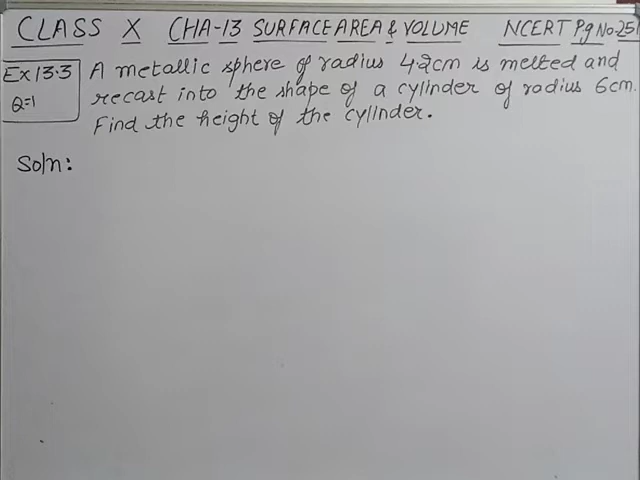 CLASS X CHA-13 SURFACE AREA & VOLUME NCERT Pg No-251
Ex 13.3 A metallic sphere of radius 4.2cm is melted and
Q=1 recast into the shape of a cylinder of radius 6cm.
Find the height of the cylinder.
Soln: